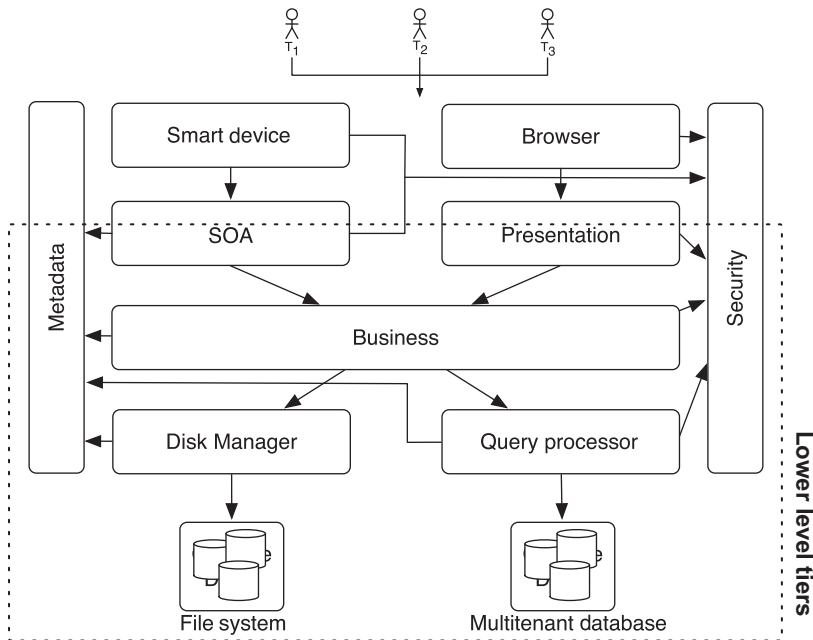 T1 T2 T3
Smart device
Browser
SOA
Presentation
Metadata
Security
Business
Disk Manager
Query processor
Lower level tiers
File system
Multitenant database